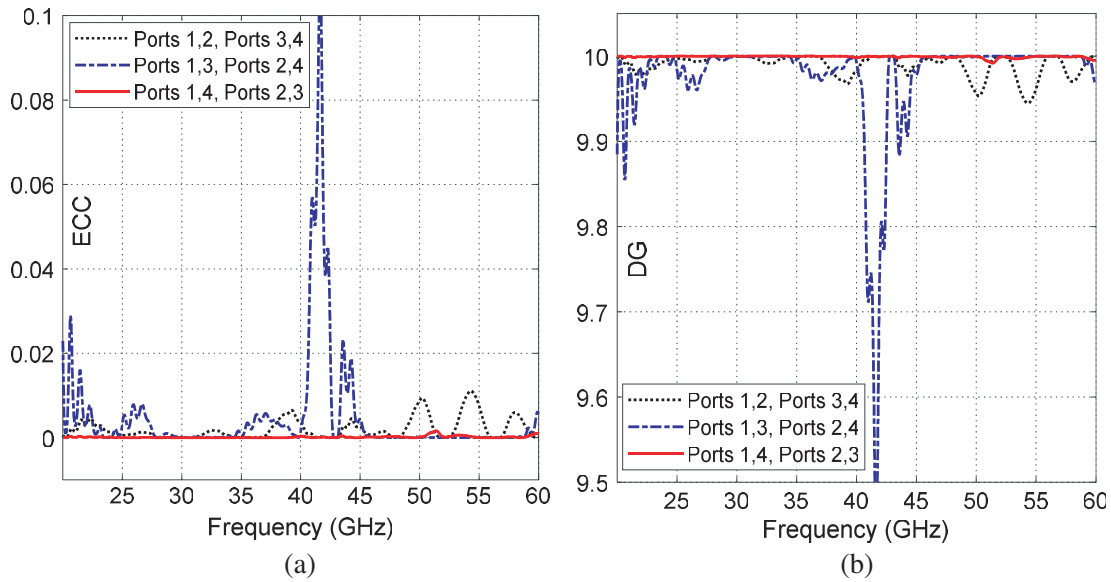 0.1
0.08
0.06
0.04
0.02
0
ECC
Ports 1,2, Ports 3,4
Ports 1,3, Ports 2,4
Ports 1,4, Ports 2,3
25 30 35 40 45 50 55 60
Frequency (GHz)
(a)
10
9.9
9.8
9.7
9.6
9.5
DG
Ports 1,2, Ports 3,4
Ports 1,3, Ports 2,4
Ports 1,4, Ports 2,3
25 30 35 40 45 50 55 60
Frequency (GHz)
(b)